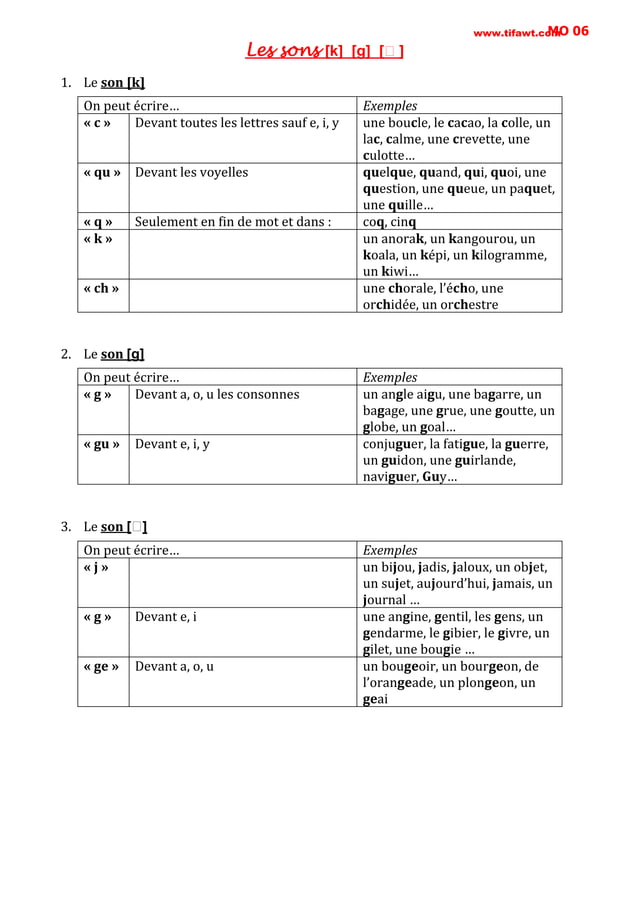 www.tifawt.com MO 06
Les sons [k] [g] [□]
1. Le son [k]
On peut écrire… Exemples
« c » Devant toutes les lettres sauf e, i, y une boucle, le cacao, la colle, un
lac, calme, une crevette, une
culotte…
« qu » Devant les voyelles quelque, quand, qui, quoi, une
question, une queue, un paquet,
une quille…
« q » Seulement en fin de mot et dans : coq, cinq
« k » un anorak, un kangourou, un
koala, un képi, un kilogramme,
un kiwi…
« ch » une chorale, l’écho, une
orchidée, un orchestre
2. Le son [g]
On peut écrire… Exemples
« g » Devant a, o, u les consonnes un angle aigu, une bagarre, un
bagage, une grue, une goutte, un
globe, un goal…
« gu » Devant e, i, y conjuguer, la fatigue, la guerre,
un guidon, une guirlande,
naviguer, Guy…
3. Le son [□]
On peut écrire… Exemples
« j » un bijou, jadis, jaloux, un objet,
un sujet, aujourd’hui, jamais, un
journal …
« g » Devant e, i une angine, gentil, les gens, un
gendarme, le gibier, le givre, un
gilet, une bougie …
« ge » Devant a, o, u un bougeoir, un bourgeon, de
l’orangeade, un plongeon, un
geai